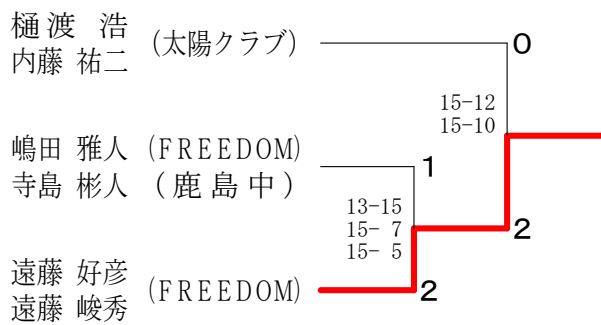 樋渡 浩
内藤 祐二
(太陽クラブ)
0
15-12
15-10
嶋田 雅人 (FREEDOM)
寺島 彬人 (鹿島中)
1
13-15
15- 7
15- 5
2
遠藤 好彦
遠藤 峻秀
(FREEDOM)
2